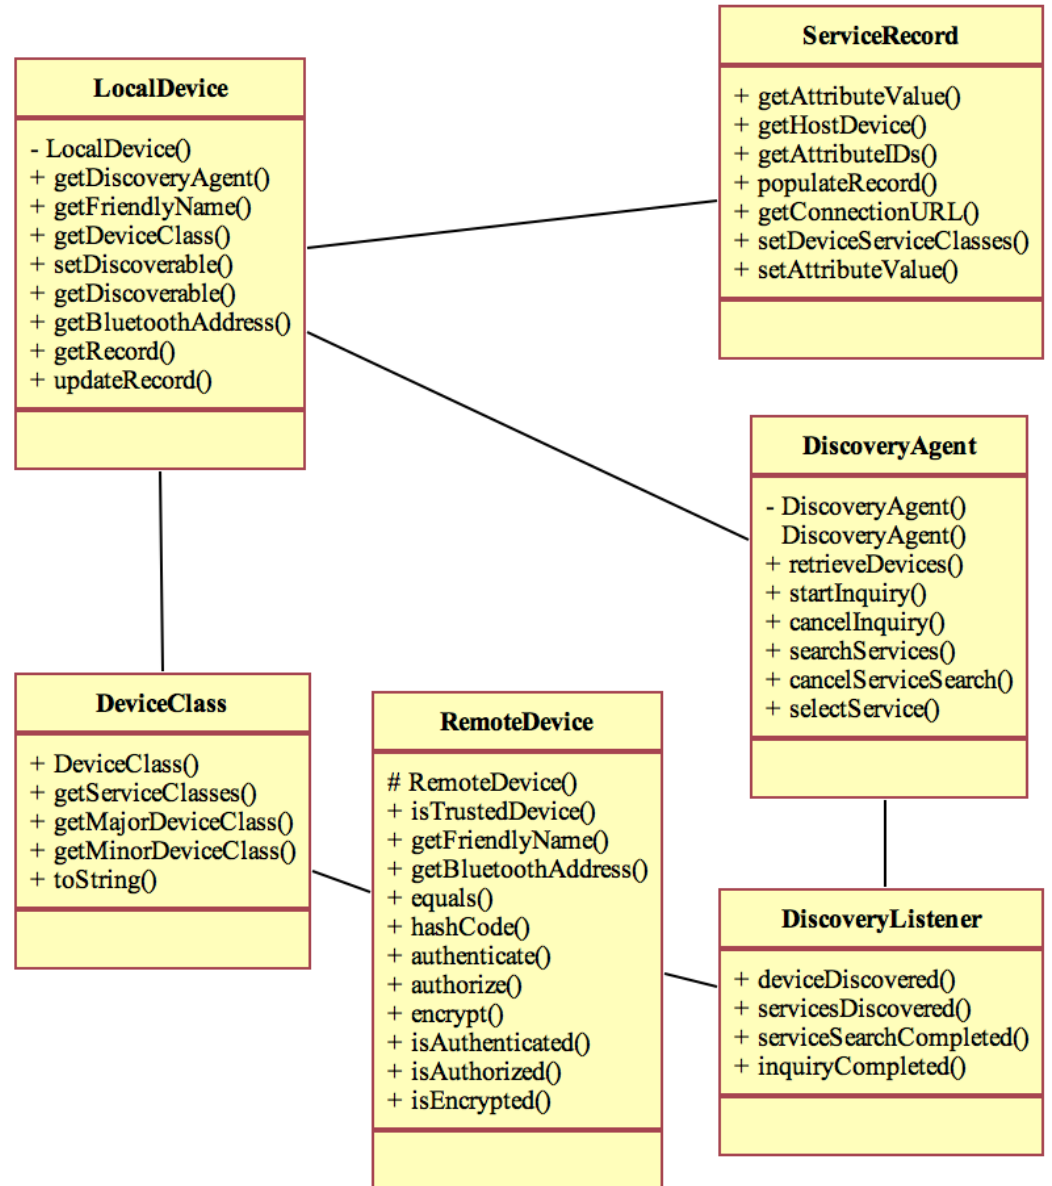 ServiceRecord
+ getAttributeValue()
+ getHostDevice()
+ getAttributeIDs()
+ populateRecord()
+ getConnectionURL()
+ setDeviceServiceClasses()
+ setAttributeValue()
LocalDevice
- LocalDevice()
+ getDiscoveryAgent()
+ getFriendlyName()
+ getDeviceClass()
+ setDiscoverable()
+ getDiscoverable()
+ getBluetoothAddress()
+ getRecord()
+ updateRecord()
DiscoveryAgent
- DiscoveryAgent()
DiscoveryAgent()
+ retrieveDevices()
+ startInquiry()
+ cancelInquiry()
+ searchServices()
+ cancelServiceSearch()
+ selectService()
DeviceClass
+ DeviceClass()
+ getServiceClasses()
+ getMajorDeviceClass()
+ getMinorDeviceClass()
+ toString()
RemoteDevice
# RemoteDevice()
+ isTrustedDevice()
+ getFriendlyName()
+ getBluetoothAddress()
+ equals()
+ hashCode()
+ authenticate()
+ authorize()
+ encrypt()
+ isAuthenticated()
+ isAuthorized()
+ isEncrypted()
DiscoveryListener
+ deviceDiscovered()
+ servicesDiscovered()
+ serviceSearchCompleted()
+ inquiryCompleted()